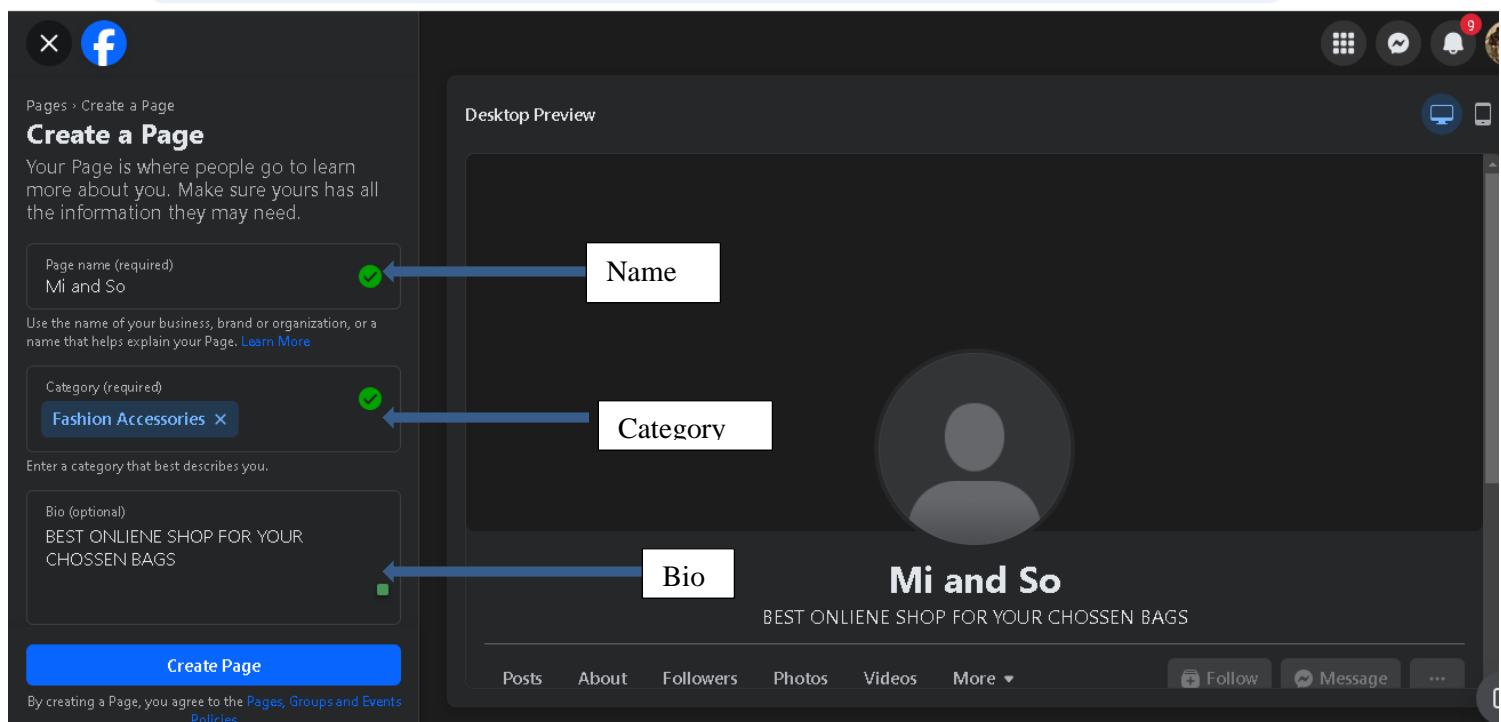 9
Pages › Create a Page
Create a Page
Your Page is where people go to learn
more about you. Make sure yours has all
the information they may need.
Page name (required)
Mi and So
Use the name of your business, brand or organization, or a
name that helps explain your Page. Learn More
Category (required)
Fashion Accessories ×
Enter a category that best describes you.
Bio (optional)
BEST ONLIENE SHOP FOR YOUR
CHOSSEN BAGS
Create Page
By creating a Page, you agree to the Pages, Groups and Events
Policies
Name
Category
Bio
Desktop Preview
Mi and So
BEST ONLIENE SHOP FOR YOUR CHOSSEN BAGS
Posts About Followers Photos Videos More Follow Message ...